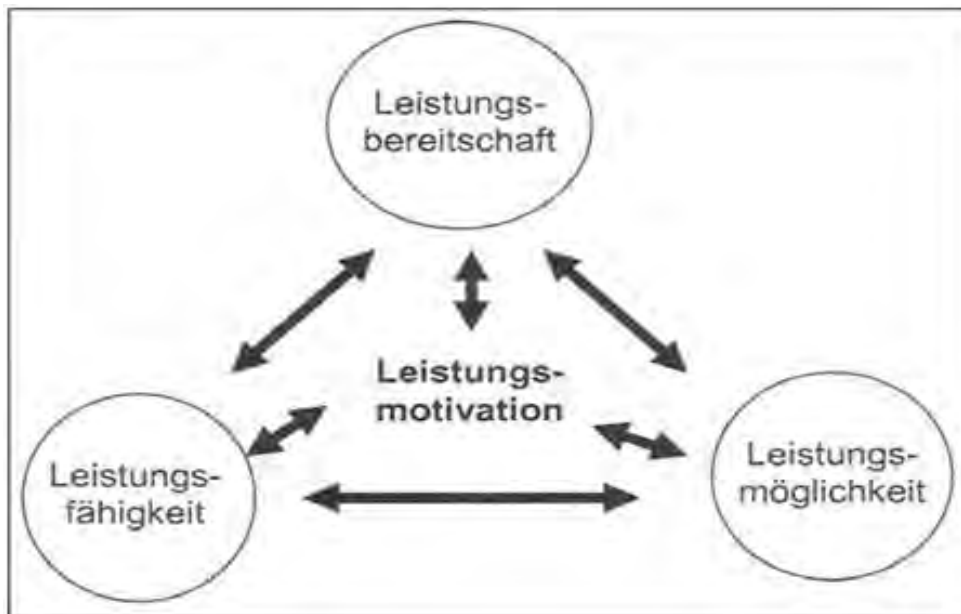 Leistungs-
bereitschaft
Leistungs-
motivation
Leistungs-
fähigkeit
Leistungs-
möglichkeit